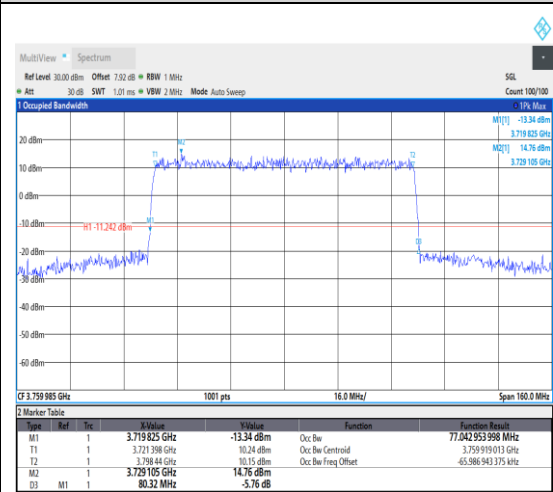 MultiView Spectrum
Ref Level 30.00 dBm Offset 7.92 dB RBW 1 MHz SGL
Att 30 dB SWT 1.01 ms VBW 2 MHz Mode Auto Sweep Count 100/100
1 Occupied Bandwidth 1Pk Max
M1[1] -13.34 dBm
3.719 825 GHz
M2[1] 14.76 dBm
3.729 105 GHz
20 dBm
T1 M2 T2
10 dBm
0 dBm
-10 dBm
M1
H1 -11.242 dBm
D3
-20 dBm
-30 dBm
-40 dBm
-50 dBm
-60 dBm
CF 3.759 985 GHz 1001 pts 16.0 MHz/ Span 160.0 MHz
2 Marker Table
Type Ref Trc X-Value Y-Value Function Function Result
M1 1 3.719 825 GHz -13.34 dBm Occ Bw 77.042 953 998 MHz
T1 1 3.721 398 GHz 10.24 dBm Occ Bw Centroid 3.759 919 013 GHz
T2 1 3.798 44 GHz 10.15 dBm Occ Bw Freq Offset -65.986 943 375 kHz
M2 1 3.729 105 GHz 14.76 dBm
D3 M1 1 80.32 MHz -5.76 dB